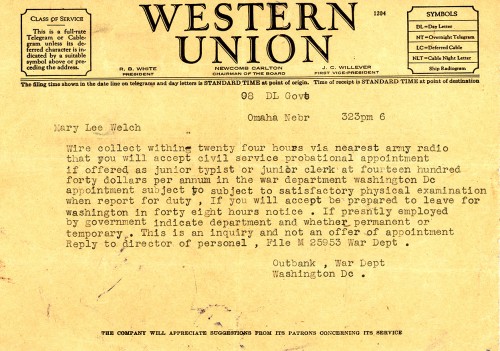 CLASS OF SERVICE
This is a full-rate
Telegram or Cable-
gram unless its de-
ferred character is in-
dicated by a suitable
symbol above or pre-
ceding the address.
WESTERN
UNION
1204
SYMBOLS
DL=Day Letter
NT=Overnight Telegram
LC=Deferred Cable
NLT=Cable Night Letter
Ship Radiogram
R. B. WHITE
PRESIDENT
NEWCOMB CARLTON
CHAIRMAN OF THE BOARD
J. C. WILLEVER
FIRST VICE-PRESIDENT
The filing time shown in the date line on telegrams and day letters is STANDARD TIME at point of origin. Time of receipt is STANDARD TIME at point of destination
98 DL Govt
Omaha Nebr 323pm 6
Mary Lee Welch
Wire collect withing twenty four hours via nearest army radio
that you will accept civil service probational appointment
if offered as junior typist or junior clerk at fourteen hundred
forty dollars per annum in the war department washington Dc
appointment subject to subject to satisfactory physical examination
when report for duty , If you will accept be prepared to leave for
washington in forty eight hours notice . If presntly employed
by government indicate department and whether permanent or
temporary . This is an inquiry and not an offer of appointment
Reply to director of personel , File M 25953 War Dept .
Outbank , War Dept
Washington Dc .
THE COMPANY WILL APPRECIATE SUGGESTIONS FROM ITS PATRONS CONCERNING ITS SERVICE